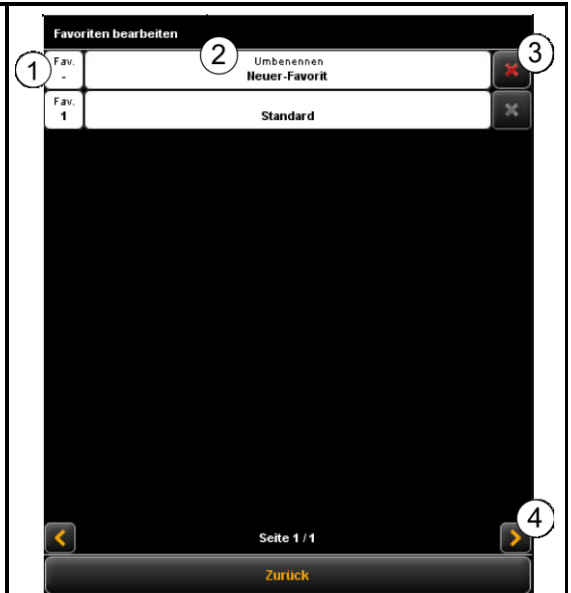 Favoriten bearbeiten
1
Fav.
-
2
Umbenennen
Neuer-Favorit
3
Fav.
1
Standard
Seite 1 / 1
4
Zurück